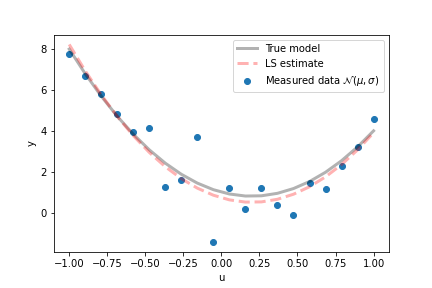 8
6
4
2
0
y
True model
LS estimate
Measured data 𝒩(μ, σ)
−1.00 −0.75 −0.50 −0.25 0.00 0.25 0.50 0.75 1.00
u